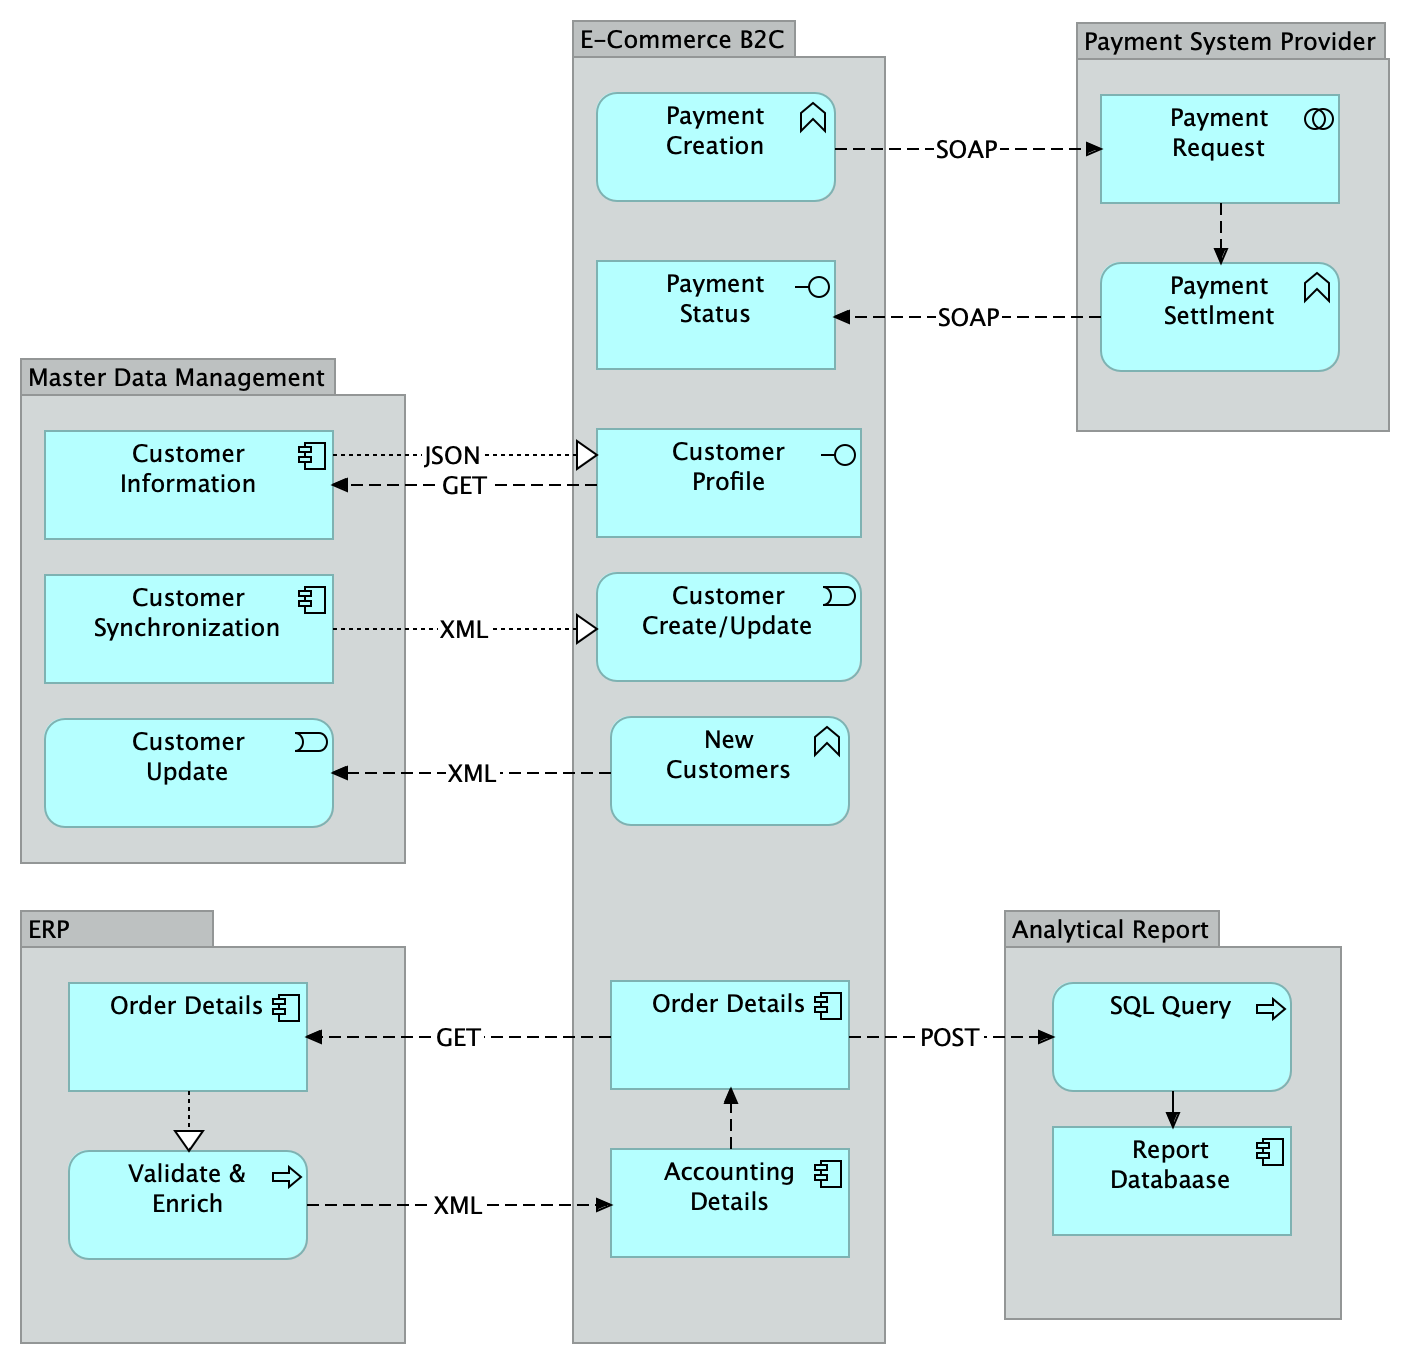 E-Commerce B2C
Payment System Provider
Payment
Creation
SOAP
Payment
Request
Payment
Status
SOAP
Payment
Settlment
Master Data Management
Customer
Information
JSON
GET
Customer
Profile
Customer
Synchronization
XML
Customer
Create/Update
Customer
Update
XML
New
Customers
ERP
Analytical Report
Order Details
GET
Order Details
POST
SQL Query
Validate &
Enrich
XML
Accounting
Details
Report
Databaase